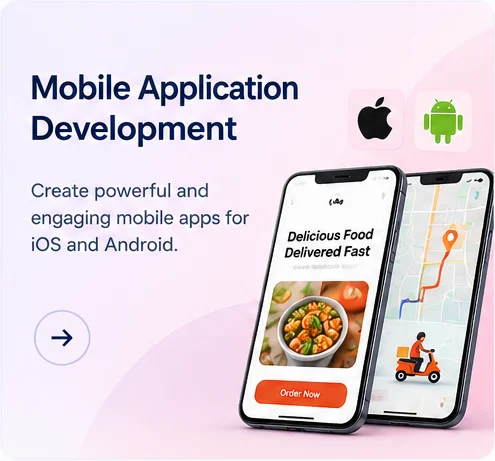 Mobile Application
Development
Create powerful and
engaging mobile apps for
iOS and Android.
Delicious Food
Delivered Fast
Order Now